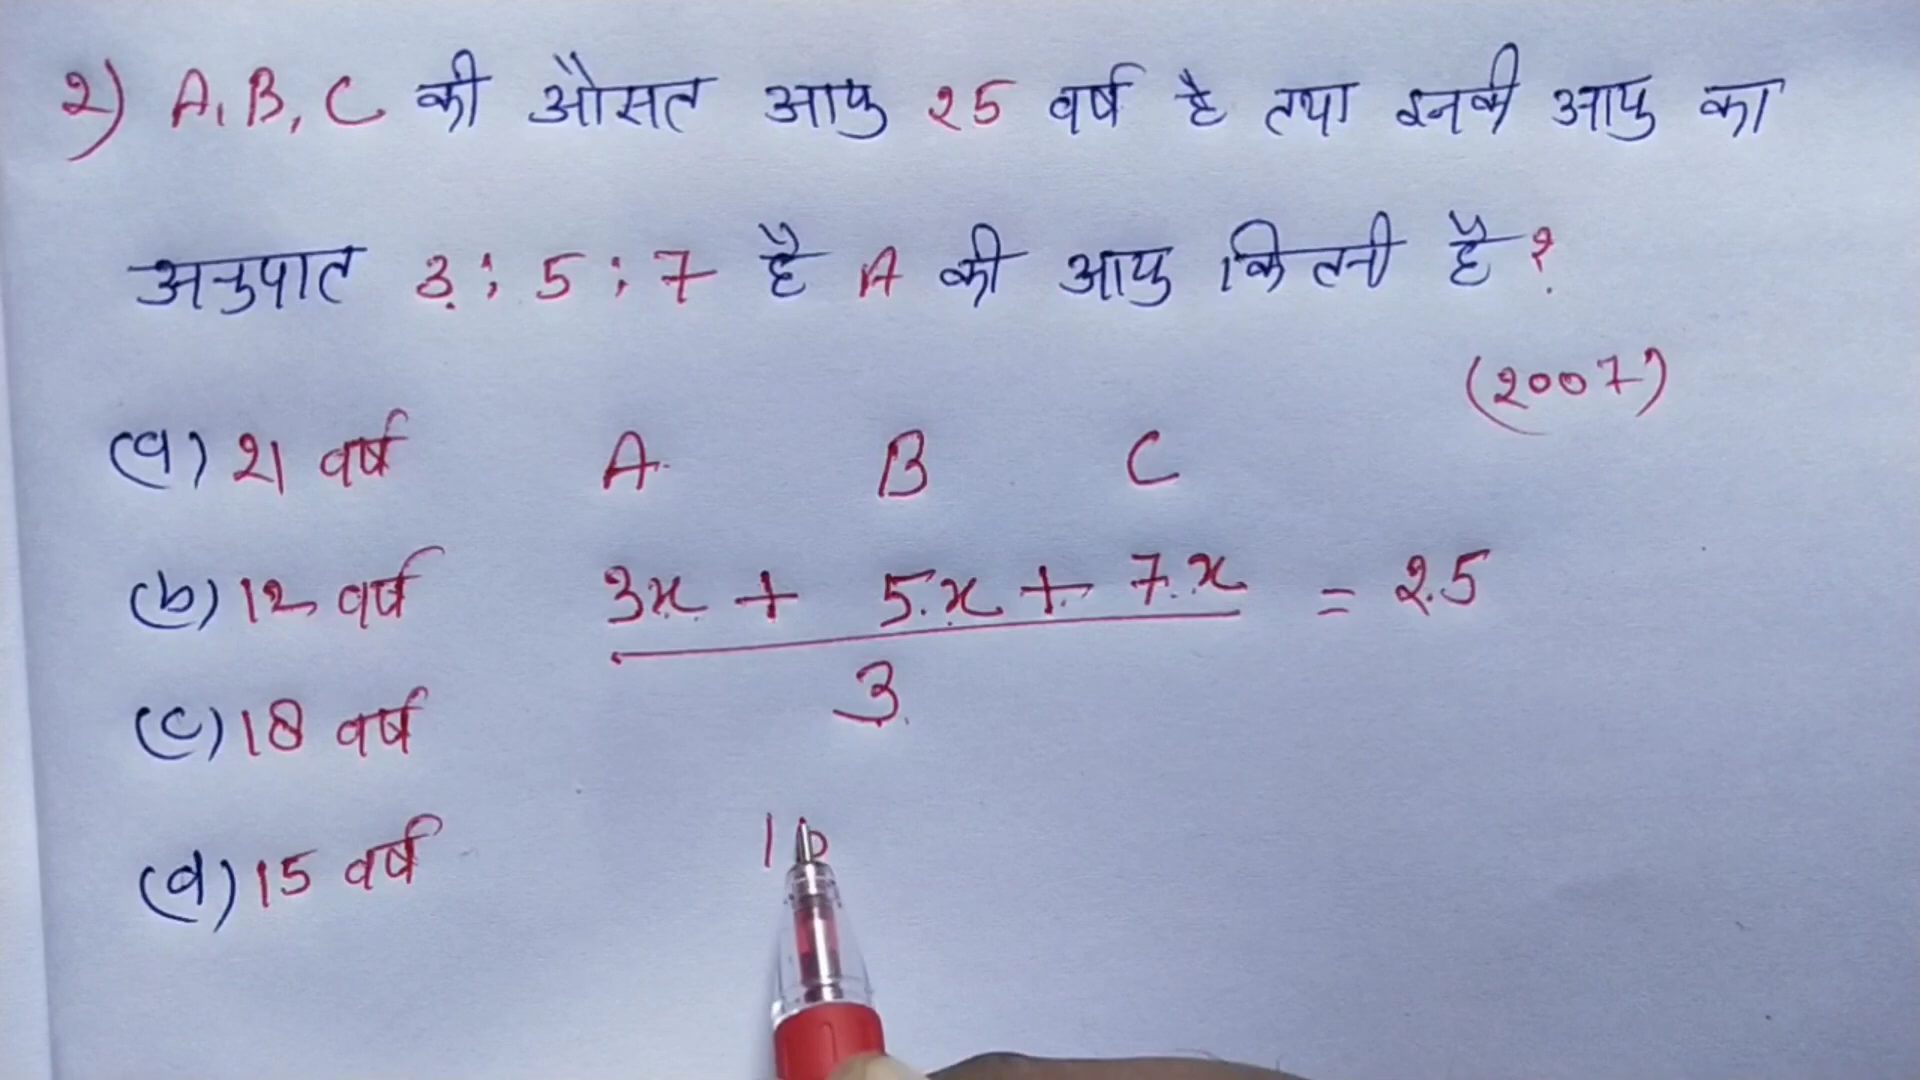 2) A, B, C की औसत आयु 25 वर्ष है तथा इनकी आयु का
अनुपात 3 : 5 : 7 है A की आयु कितनी है ?
(2007)
(a) 21 वर्ष
A B C
(b) 12 वर्ष
3x + 5x + 7x = 25
3
(c) 18 वर्ष
(d) 15 वर्ष